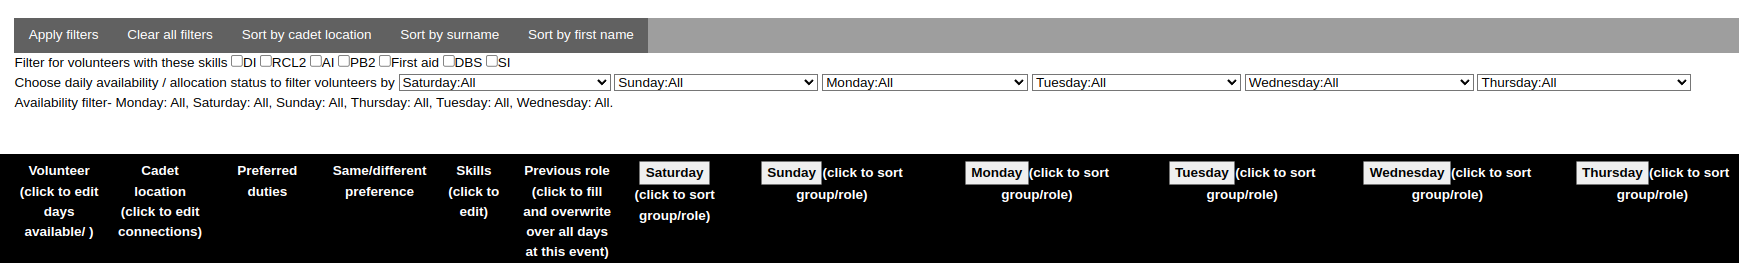 Apply filters Clear all filters Sort by cadet location Sort by surname Sort by first name
Filter for volunteers with these skills DI RCL2 AI PB2 First aid DBS SI
Choose daily availability / allocation status to filter volunteers by Saturday:All Sunday:All Monday:All Tuesday:All Wednesday:All Thursday:All
Availability filter- Monday: All, Saturday: All, Sunday: All, Thursday: All, Tuesday: All, Wednesday: All.
Volunteer
(click to edit
days
available/ )
Cadet
location
(click to edit
connections)
Preferred
duties
Same/different
preference
Skills
(click to
edit)
Previous role
(click to fill
and overwrite
over all days
at this event)
Saturday
(click to sort
group/role)
Sunday (click to sort
group/role)
Monday (click to sort
group/role)
Tuesday (click to sort
group/role)
Wednesday (click to sort
group/role)
Thursday (click to sort
group/role)